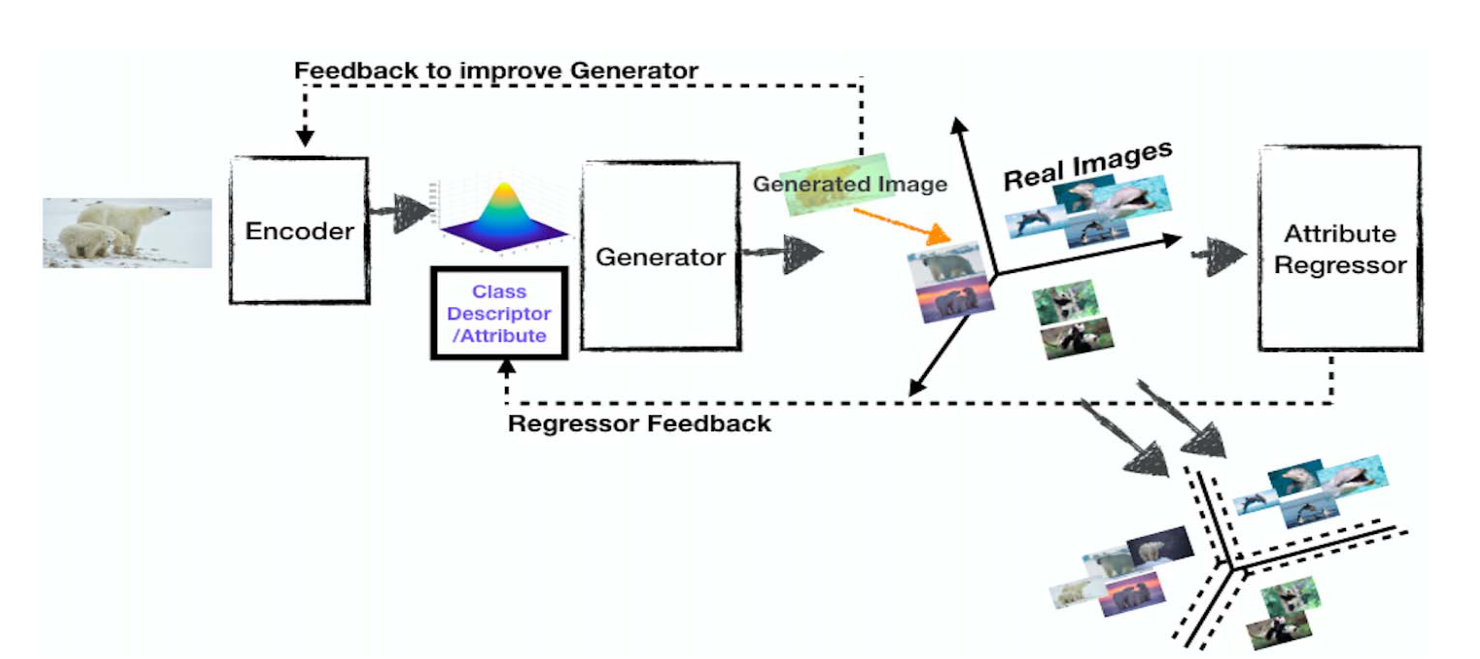 Feedback to improve Generator
Encoder
Class
Descriptor
/Attribute
Generator
Generated Image
Real Images
Attribute
Regressor
Regressor Feedback